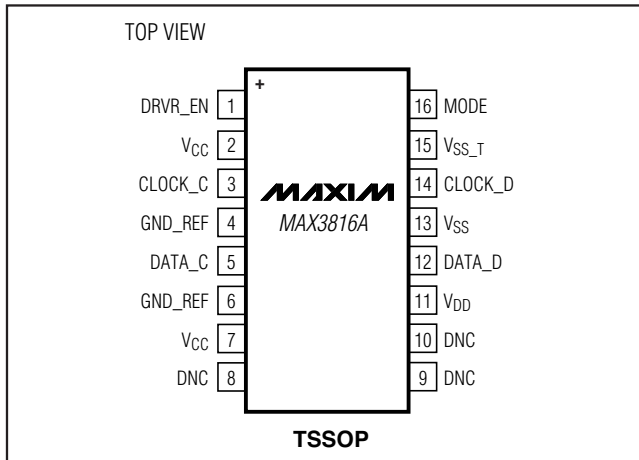 TOP VIEW
+
DRVR_EN 1 16 MODE
VCC 2 15 VSS_T
CLOCK_C 3 14 CLOCK_D
MAXIM
GND_REF 4 MAX3816A 13 VSS
DATA_C 5 12 DATA_D
GND_REF 6 11 VDD
VCC 7 10 DNC
DNC 8 9 DNC
TSSOP